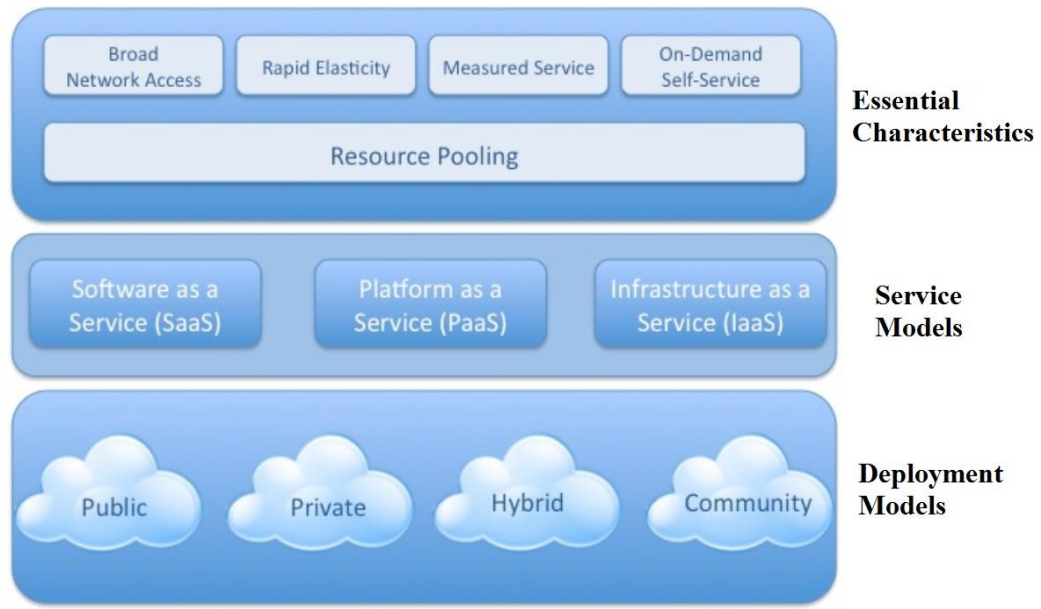 Broad
Network Access
Rapid Elasticity
Measured Service
On-Demand
Self-Service
Resource Pooling
Essential
Characteristics
Software as a
Service (SaaS)
Platform as a
Service (PaaS)
Infrastructure as a
Service (IaaS)
Service
Models
Public
Private
Hybrid
Community
Deployment
Models